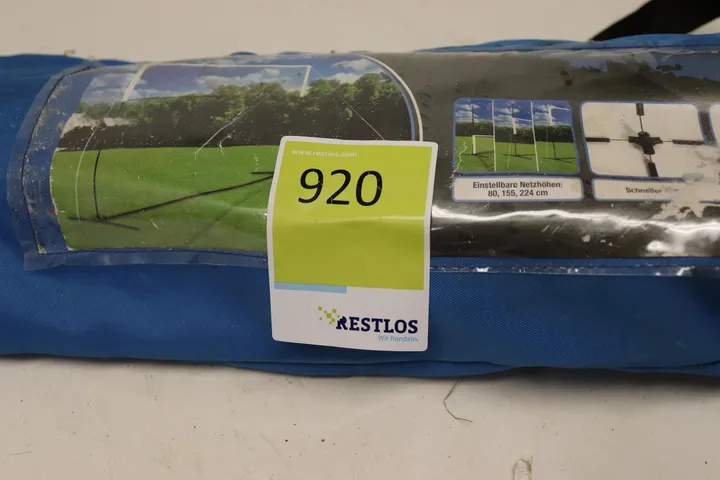 www.restlos.com
920
RESTLOS
Wir handeln.
Einstellbare Netzhöhen:
80, 155, 224 cm